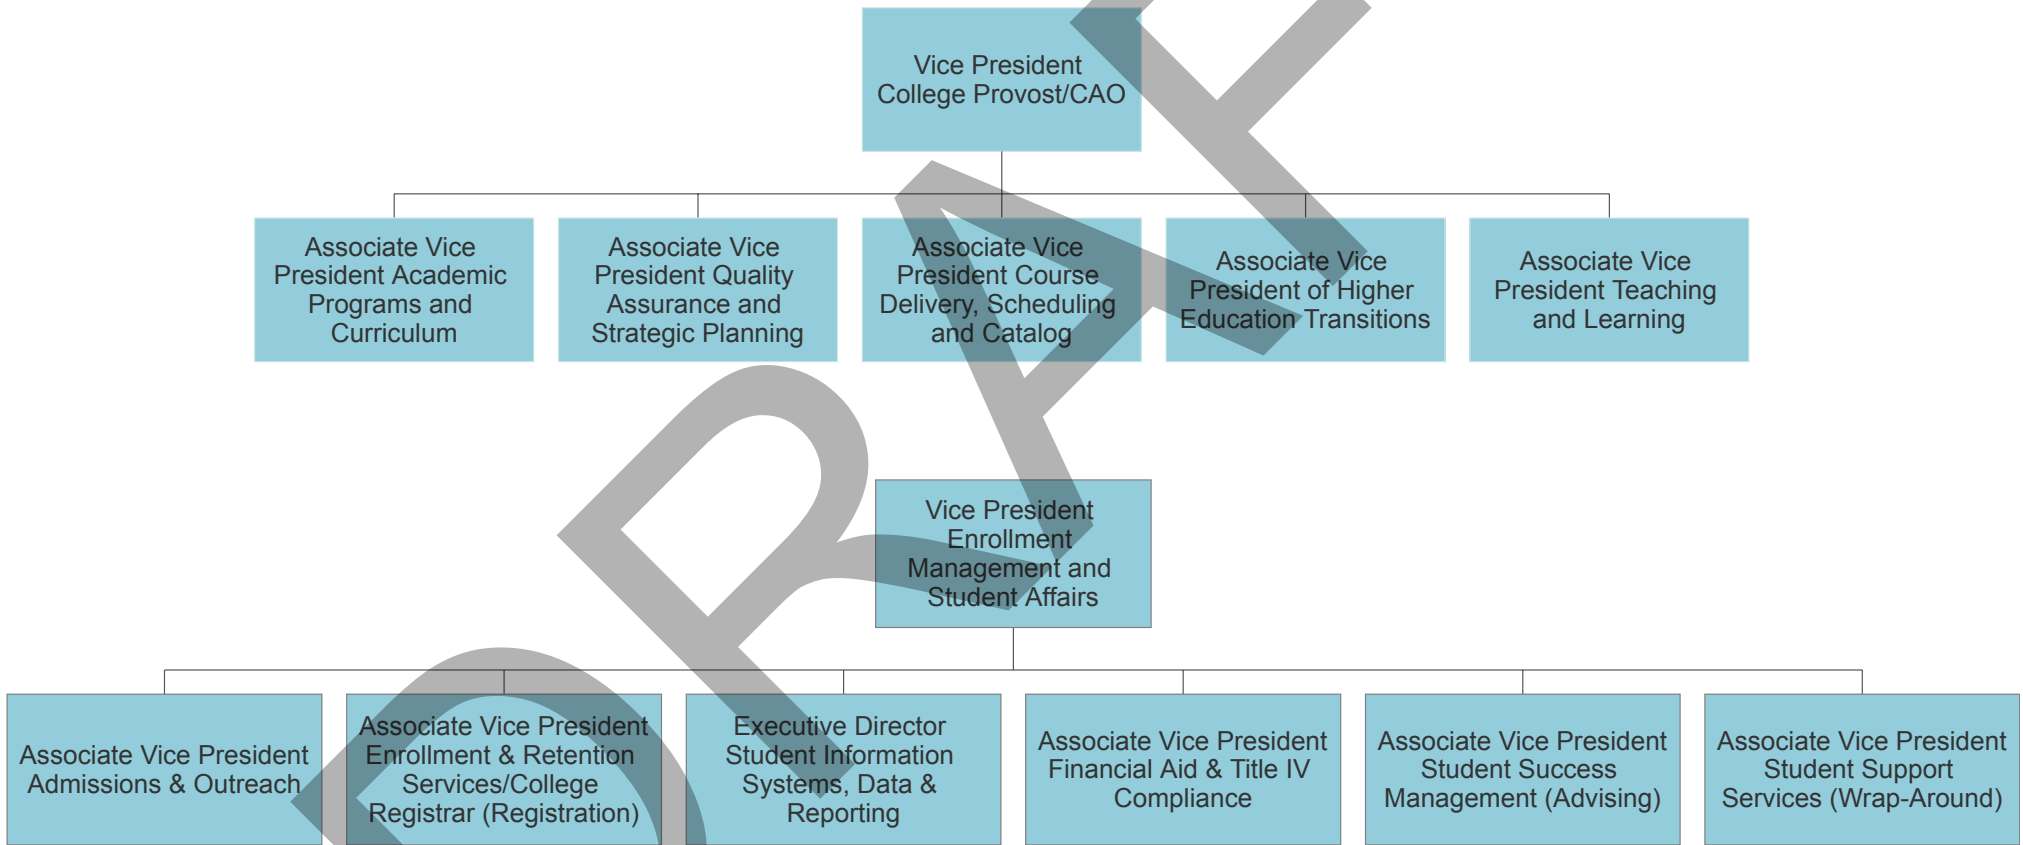 Vice President
College Provost/CAO
Associate Vice
President Academic
Programs and
Curriculum
Associate Vice
President Quality
Assurance and
Strategic Planning
Associate Vice
President Course
Delivery, Scheduling
and Catalog
Associate Vice
President of Higher
Education Transitions
Associate Vice
President Teaching
and Learning
Vice President
Enrollment
Management and
Student Affairs
Associate Vice President
Admissions & Outreach
Associate Vice President
Enrollment & Retention
Services/College
Registrar (Registration)
Executive Director
Student Information
Systems, Data &
Reporting
Associate Vice President
Financial Aid & Title IV
Compliance
Associate Vice President
Student Success
Management (Advising)
Associate Vice President
Student Support
Services (Wrap-Around)
DRAF